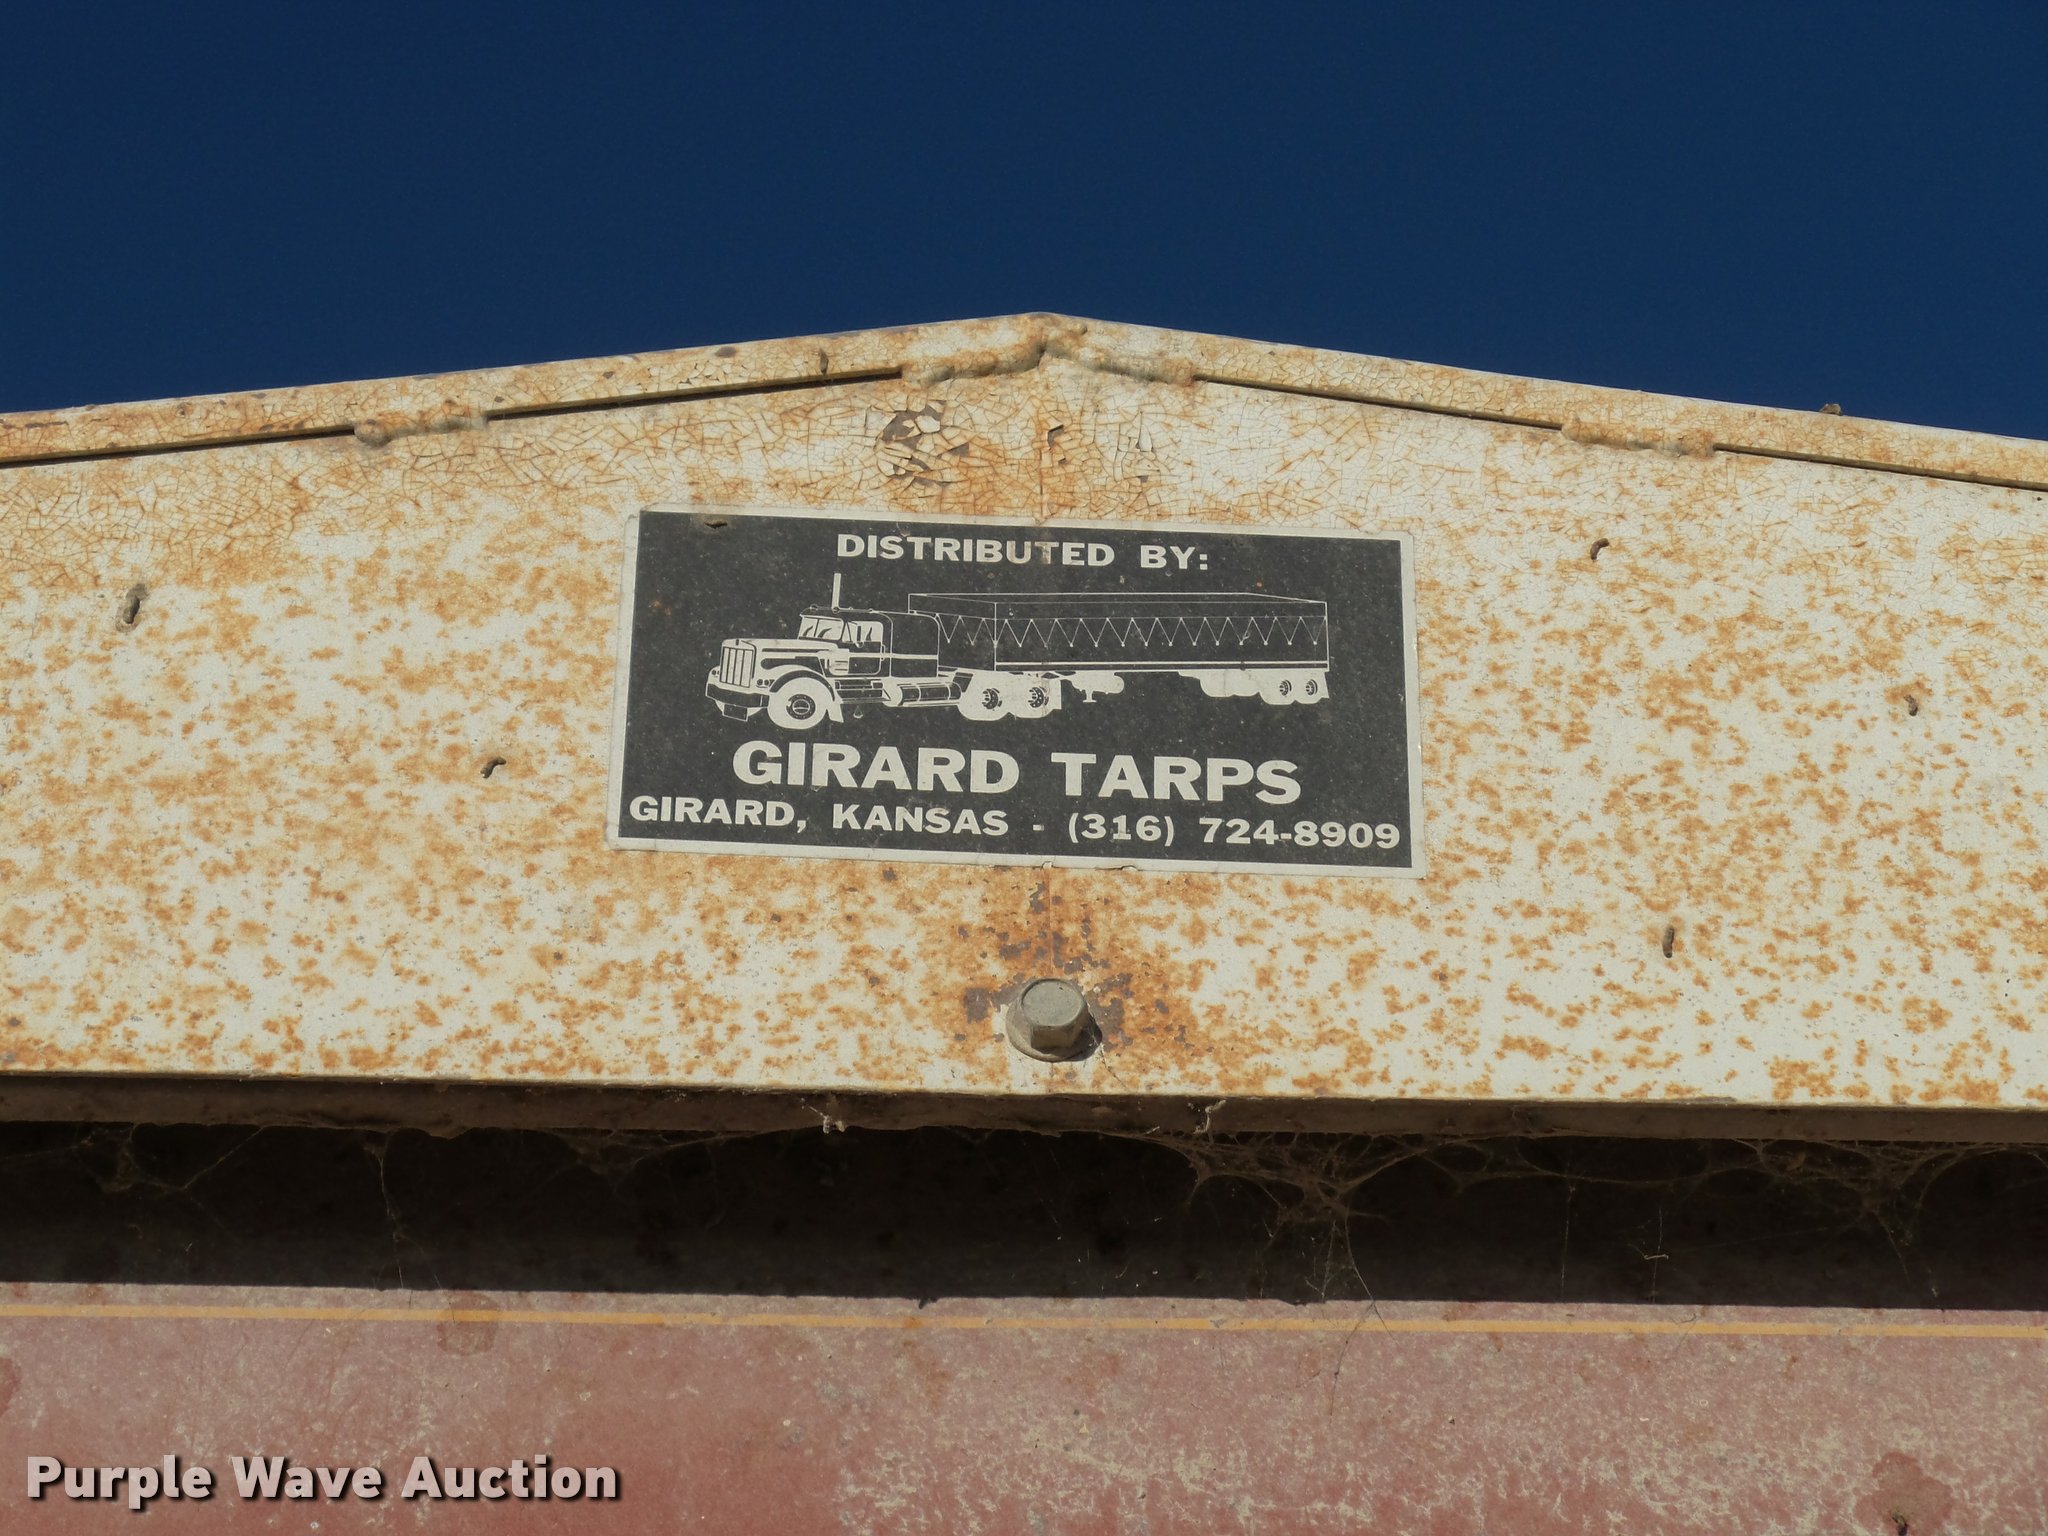 DISTRIBUTED BY:
GIRARD TARPS
GIRARD, KANSAS - (316) 724-8909
Purple Wave Auction